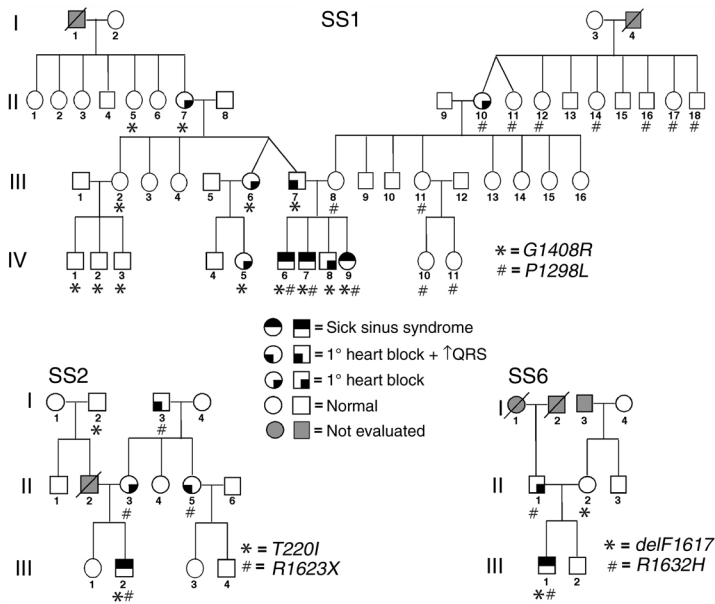 I SS1
1 2 3 4
II
1 2 3 4 5 6 7 8 9 10 11 12 13 14 15 16 17 18
* * # # # # # # #
III
1 2 3 4 5 6 7 8 9 10 11 12 13 14 15 16
* * * # #
IV
1 2 3 4 5 6 7 8 9 10 11
* * * * *# *# * *# # #
* = G1408R
# = P1298L
= Sick sinus syndrome
= 1° heart block + ↑QRS
= 1° heart block
= Normal
= Not evaluated
SS2
I
1 2 3 4
* #
II
1 2 3 4 5 6
# #
III
1 2 3 4
*#
* = T220I
# = R1623X
SS6
I
1 2 3 4
II
1 2 3
# *
III
1 2
*#
* = delF1617
# = R1632H